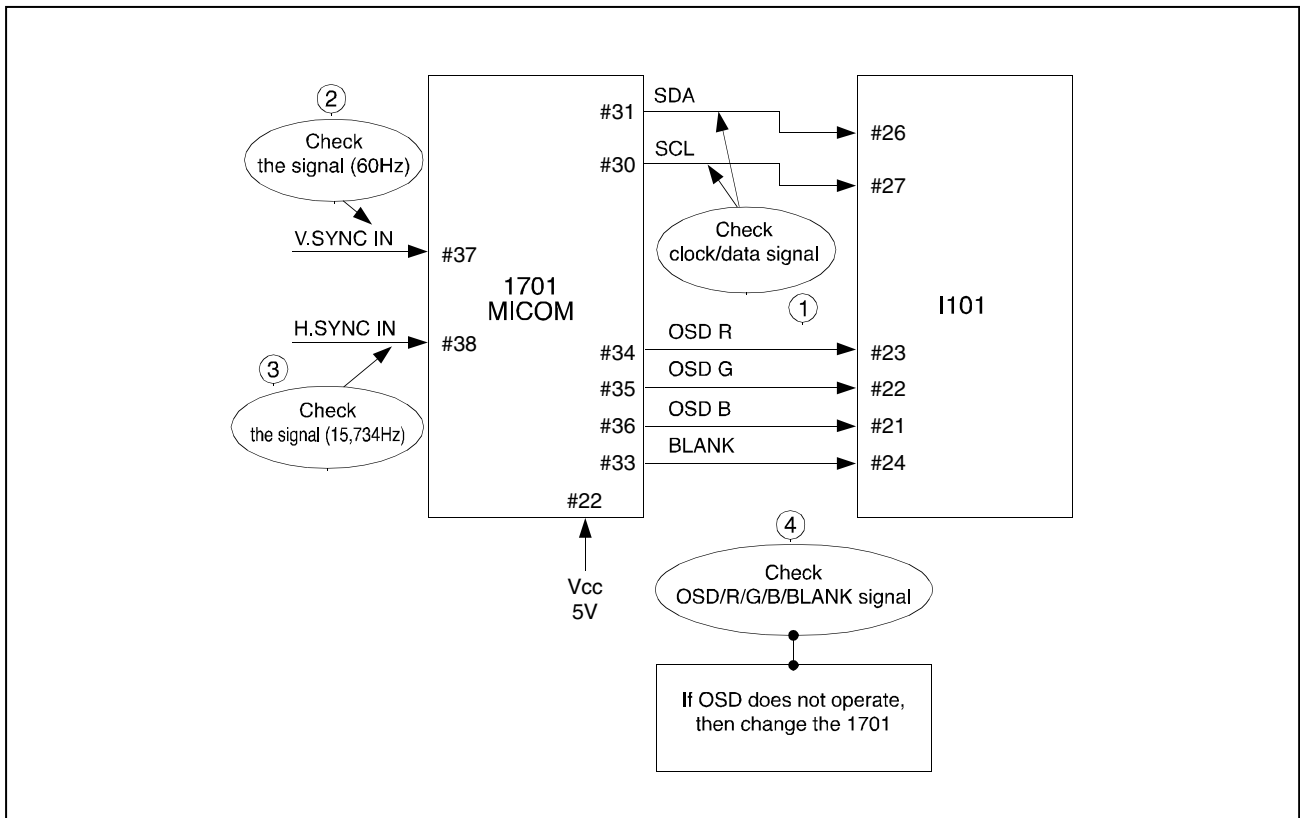 2
Check
the signal (60Hz)
V.SYNC IN
H.SYNC IN
3
Check
the signal (15,734Hz)
#37
#38
1701
MICOM
#31
#30
#34
#35
#36
#33
#22
Vcc
5V
SDA
SCL
Check
clock/data signal
1
OSD R
OSD G
OSD B
BLANK
#26
#27
I101
#23
#22
#21
#24
4
Check
OSD/R/G/B/BLANK signal
If OSD does not operate,
then change the 1701